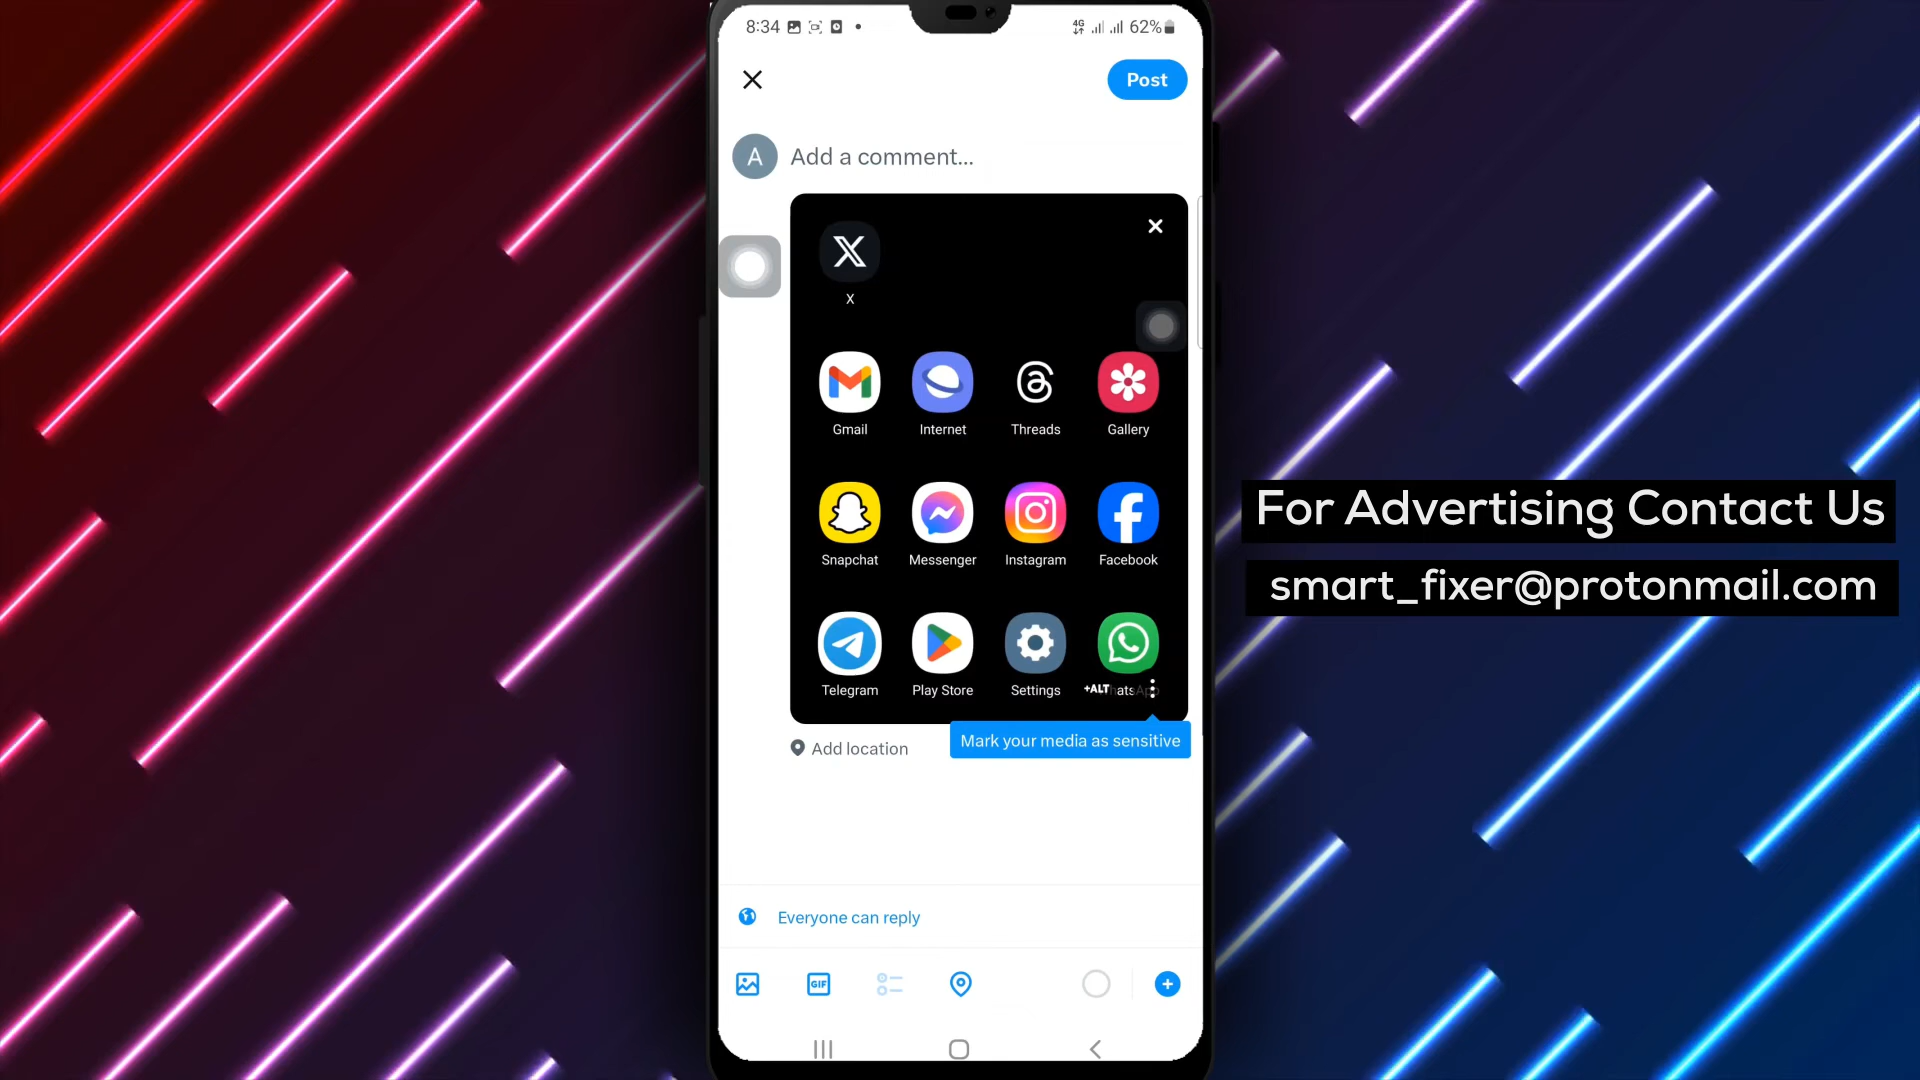 8:34
4G
62%
Post
A
Add a comment...
X
Gmail
Internet
Threads
Gallery
Snapchat
Messenger
Instagram
Facebook
Telegram
Play Store
Settings
+ALT
Mark your media as sensitive
Add location
Everyone can reply
GIF
For Advertising Contact Us
smart_fixer@protonmail.com